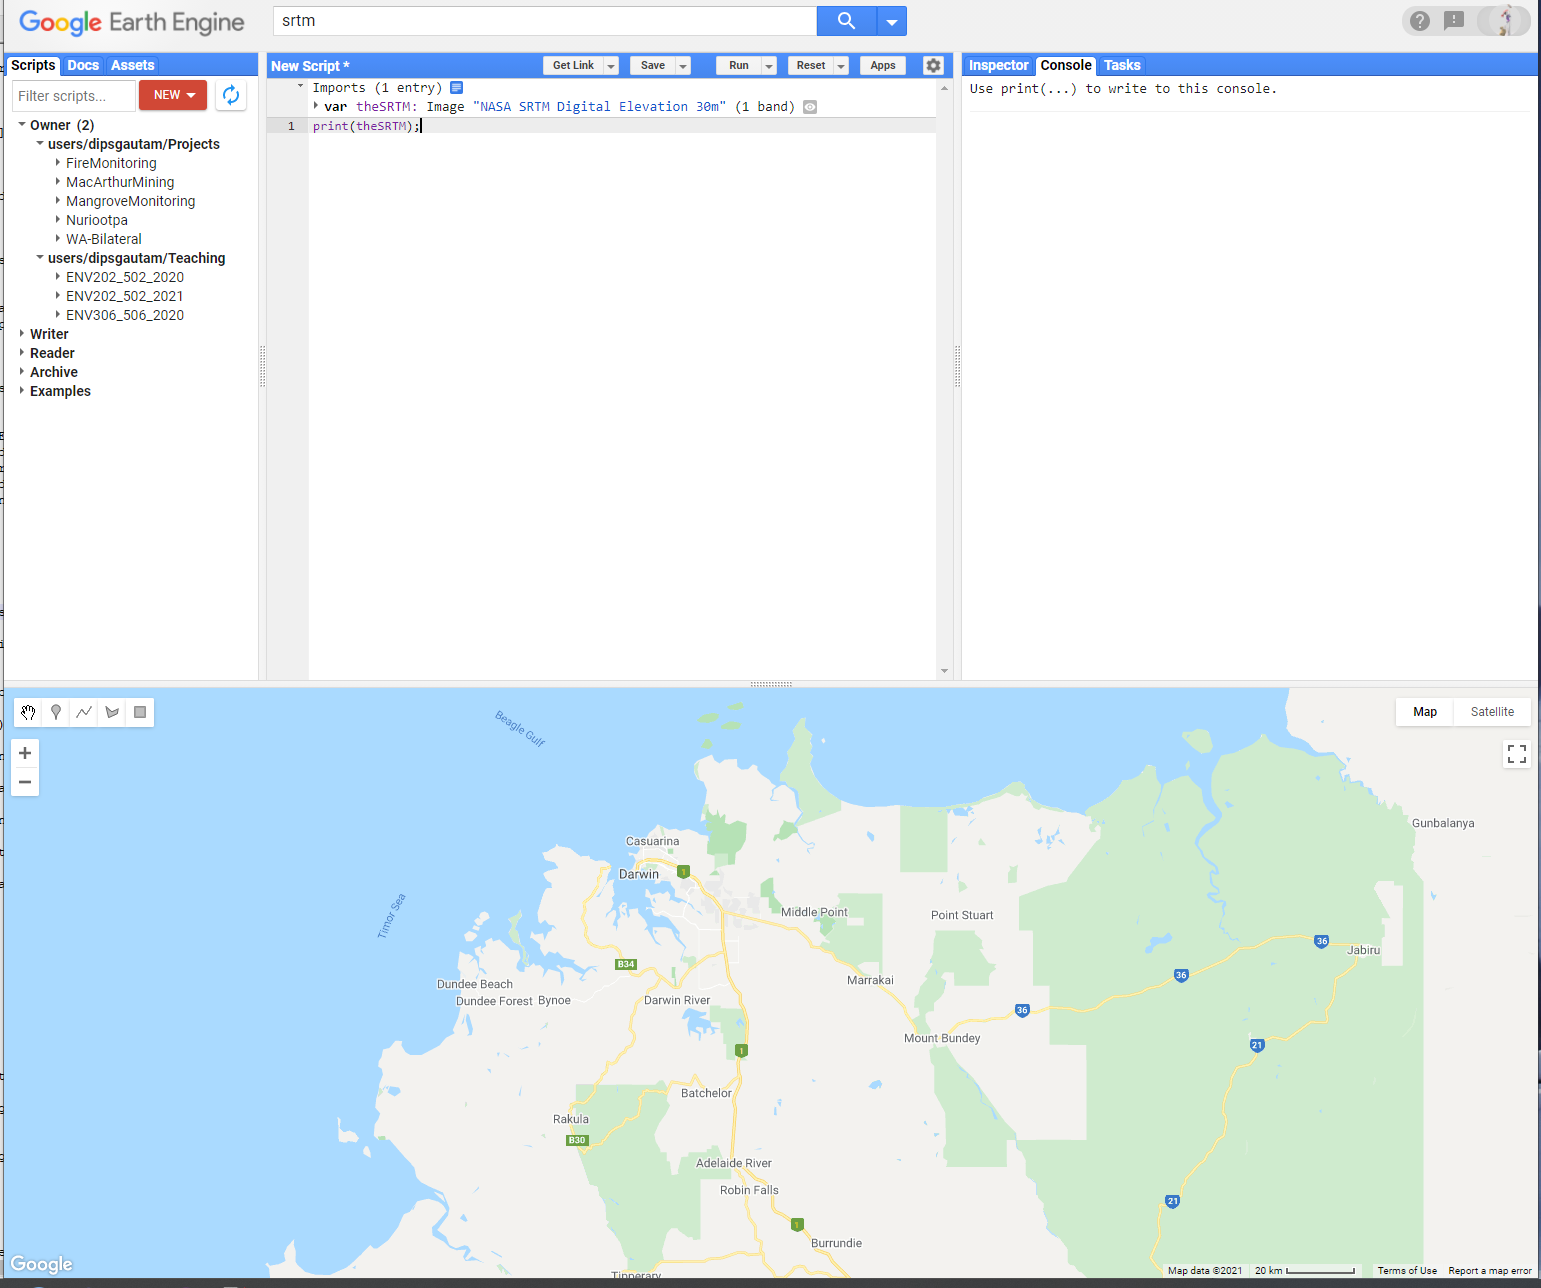 Google Earth Engine
srtm
Scripts Docs Assets
Filter scripts...
NEW
Owner (2)
users/dipsgautam/Projects
FireMonitoring
MacArthurMining
MangroveMonitoring
Nuriootpa
WA-Bilateral
users/dipsgautam/Teaching
ENV202_502_2020
ENV202_502_2021
ENV306_506_2020
Writer
Reader
Archive
Examples
New Script *
Get Link Save Run Reset Apps
Imports (1 entry)
var theSRTM: Image "NASA SRTM Digital Elevation 30m" (1 band)
1 print(theSRTM);
Inspector Console Tasks
Use print(...) to write to this console.
Map Satellite
Beagle Gulf
Gunbalanya
Casuarina
Darwin
1
Timor Sea
Middle Point
Point Stuart
36
Jabiru
B34
36
Dundee Beach
Marrakai
Dundee Forest Bynoe
Darwin River
36
Mount Bundey
21
1
Batchelor
Rakula
B30
Adelaide River
Robin Falls
21
1
Burrundie
Tipperary
Google
Map data ©2021 20 km Terms of Use Report a map error